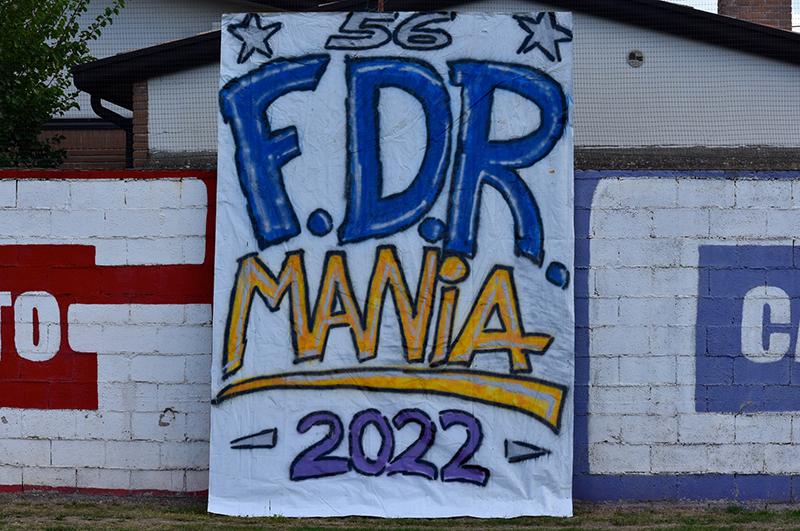 56
F.D.R.
MANiA
- 2022 -
TO